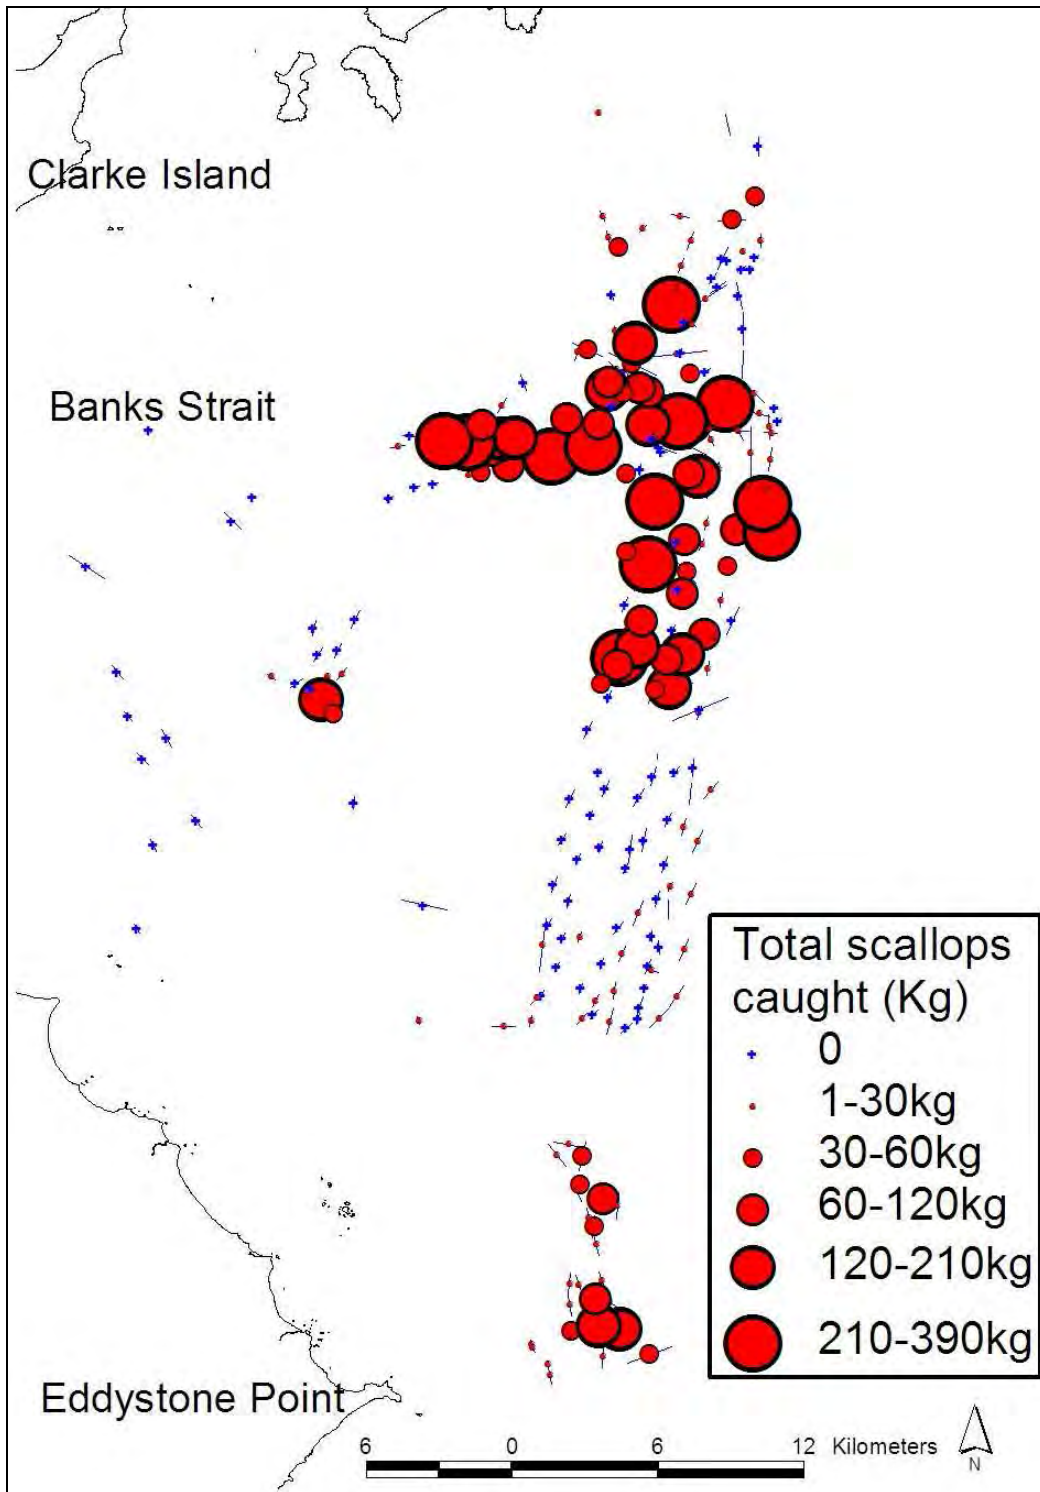 Clarke Island
Banks Strait
Total scallops
caught (Kg)
0
1-30kg
30-60kg
60-120kg
120-210kg
210-390kg
Eddystone Point
6 0 6 12 Kilometers
N